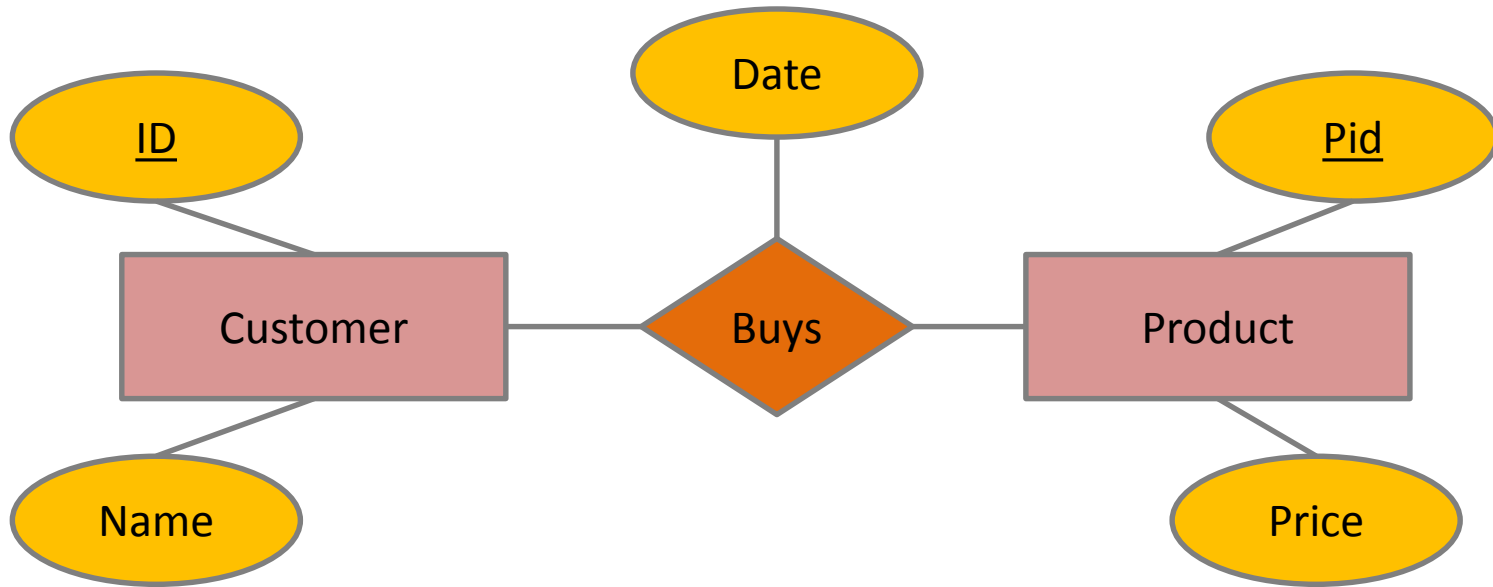 Date
ID
Pid
Customer
Buys
Product
Name
Price